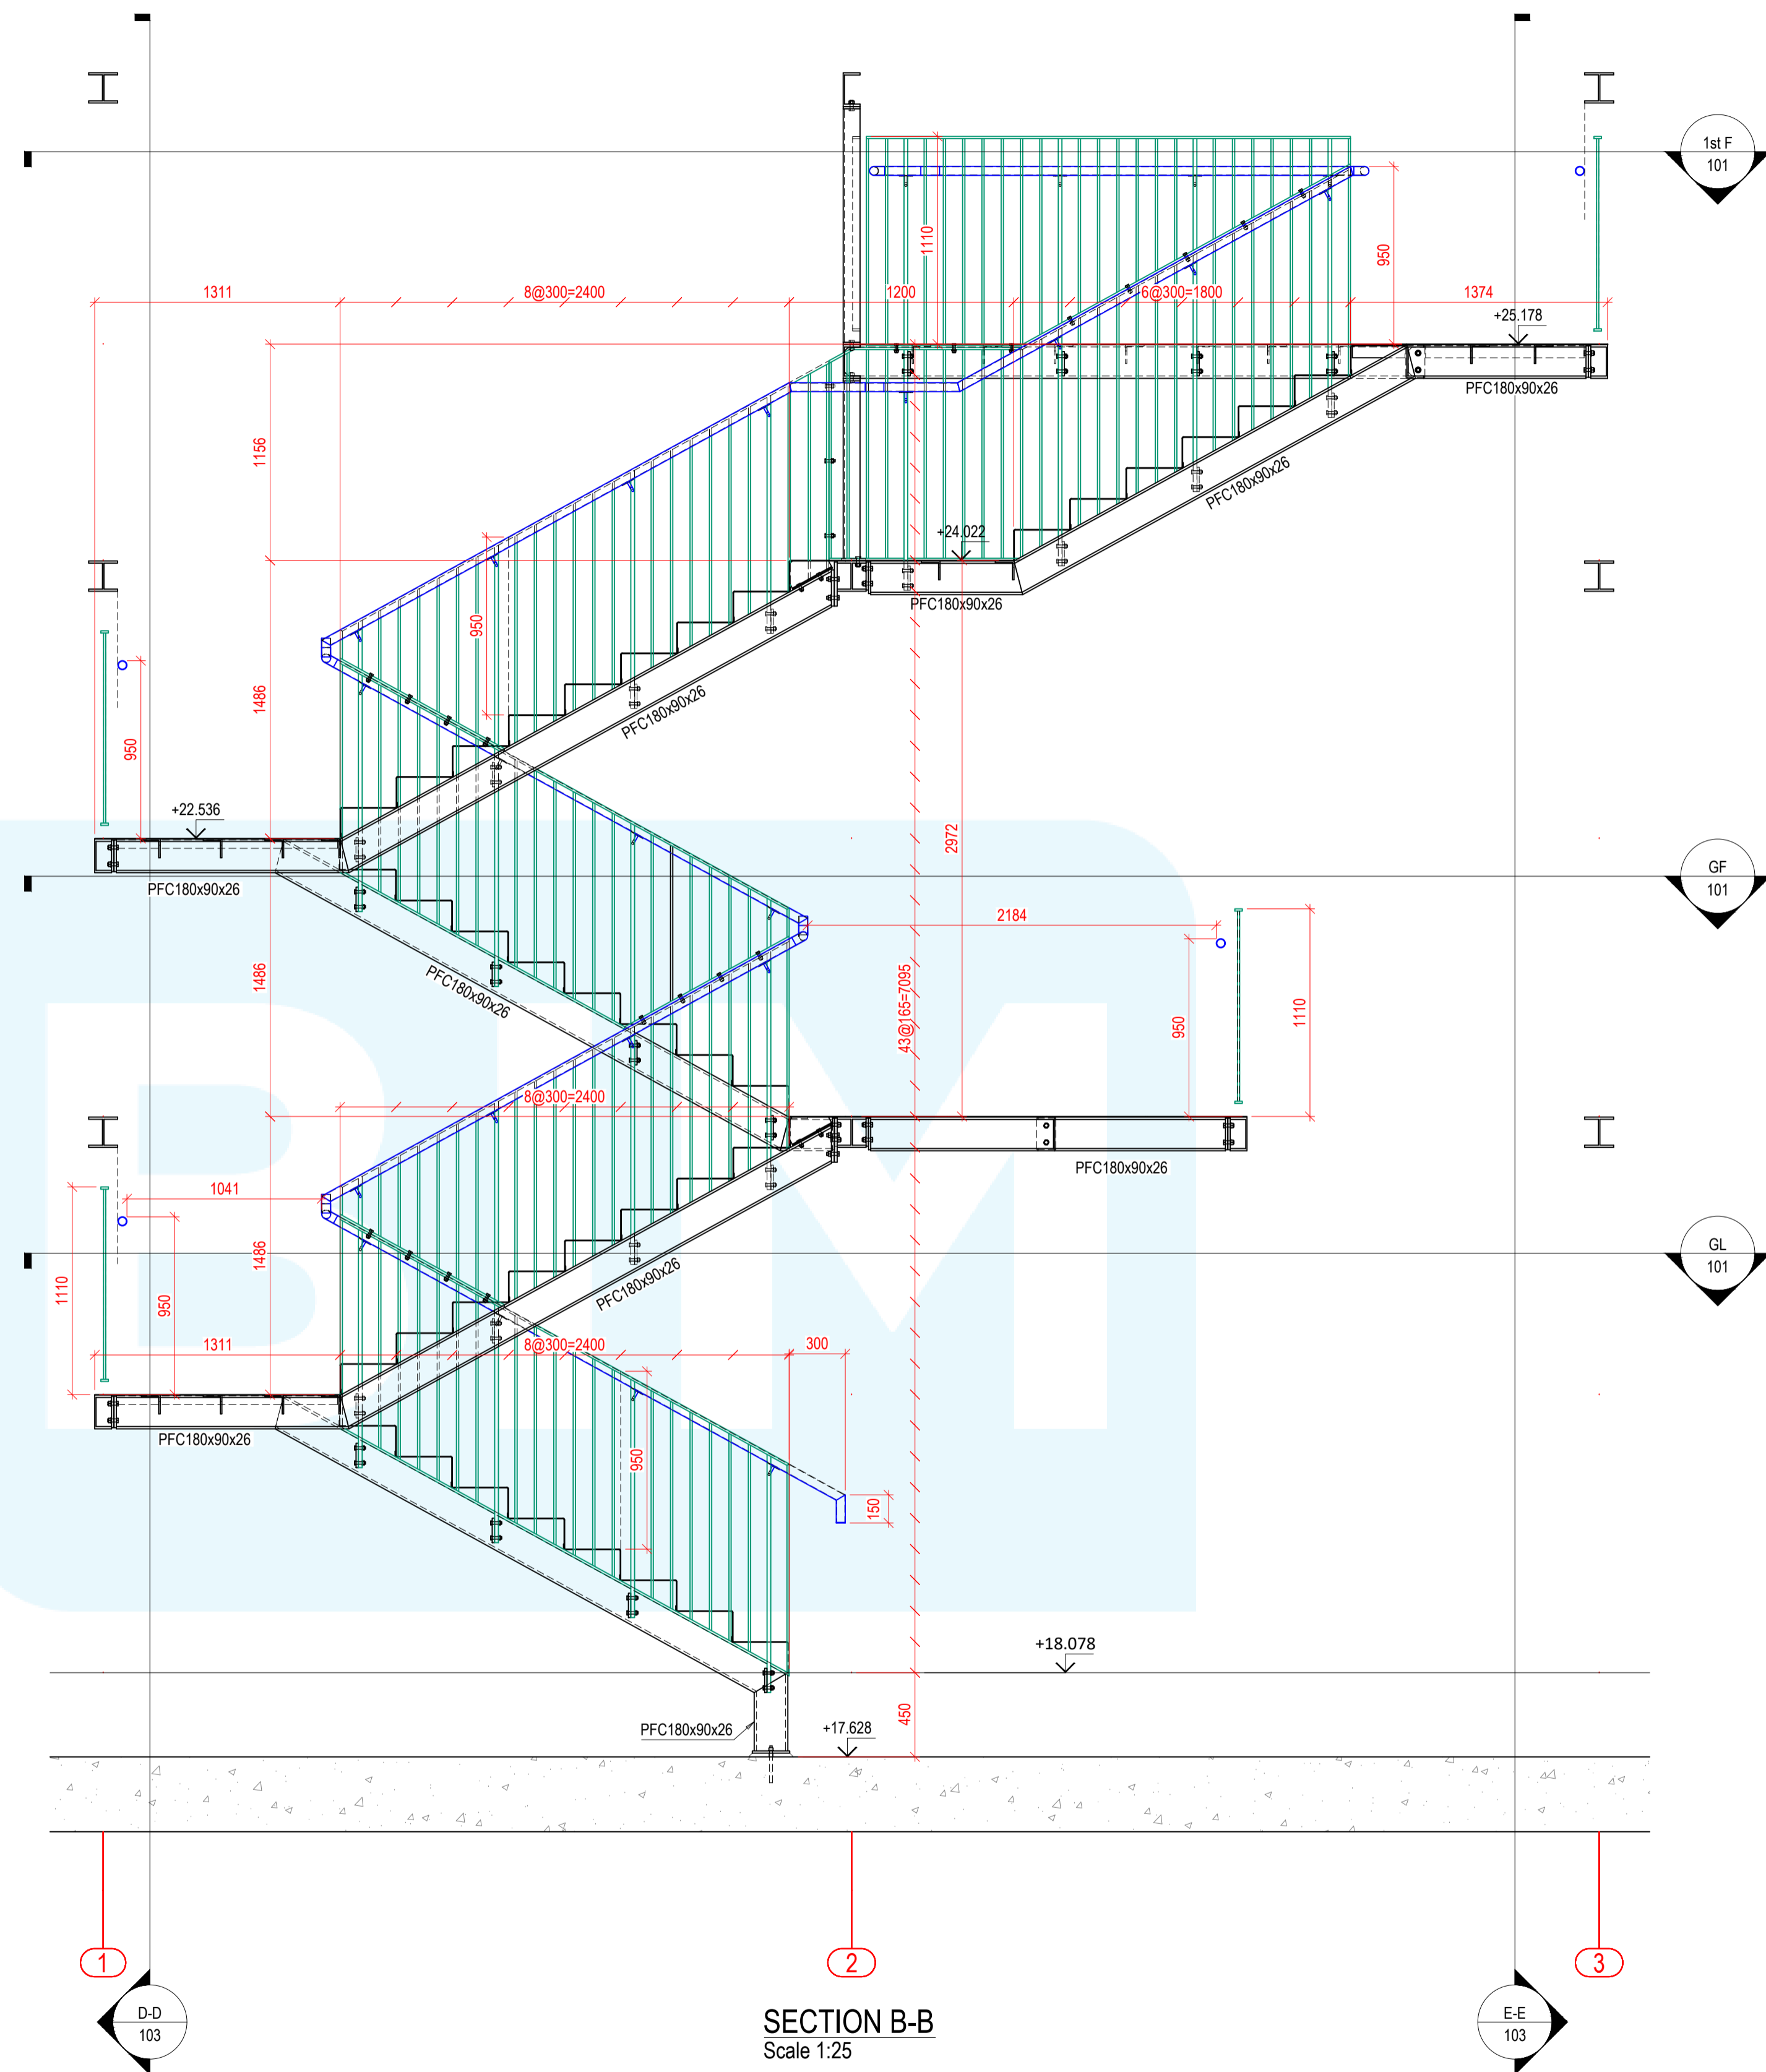 1st F
101
1110
950
1311
8@300=2400
1200
6@300=1800
1374
+25.178
PFC180x90x26
1156
PFC180x90x26
+24.022
PFC180x90x26
950
1486
PFC180x90x26
950
+22.536
2972
GF
101
PFC180x90x26
2184
PFC180x90x26
1486
43@165=7095
950
1110
8@300=2400
PFC180x90x26
1041
1486
GL
101
1110
950
PFC180x90x26
1311
8@300=2400
300
PFC180x90x26
950
150
+18.078
450
PFC180x90x26
+17.628
BIM
1
2
3
D-D
103
SECTION B-B
Scale 1:25
E-E
103